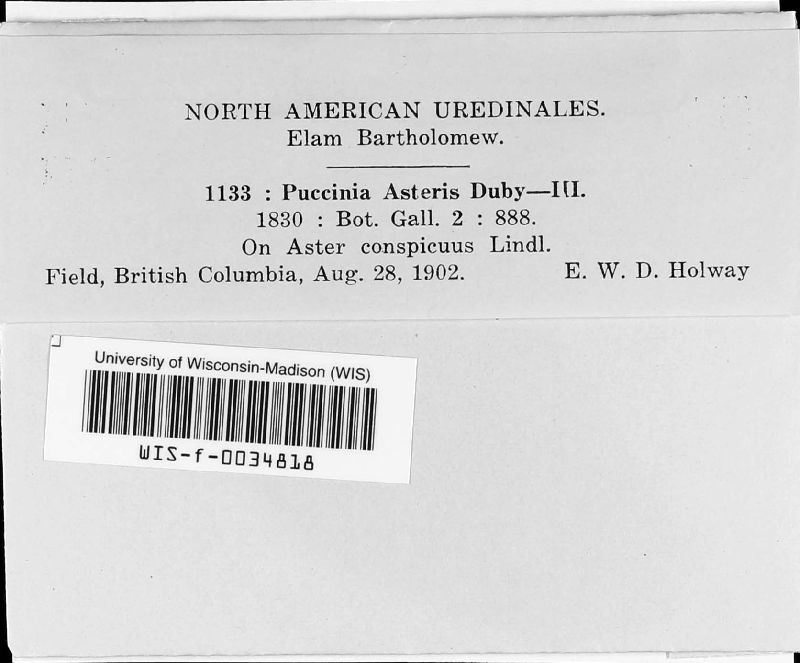 NORTH AMERICAN UREDINALES.
Elam Bartholomew.
1133 : Puccinia Asteris Duby—III.
1830 : Bot. Gall. 2 : 888.
On Aster conspicuus Lindl.
Field, British Columbia, Aug. 28, 1902. E. W. D. Holway
University of Wisconsin-Madison (WIS)
WIS-f-0034818